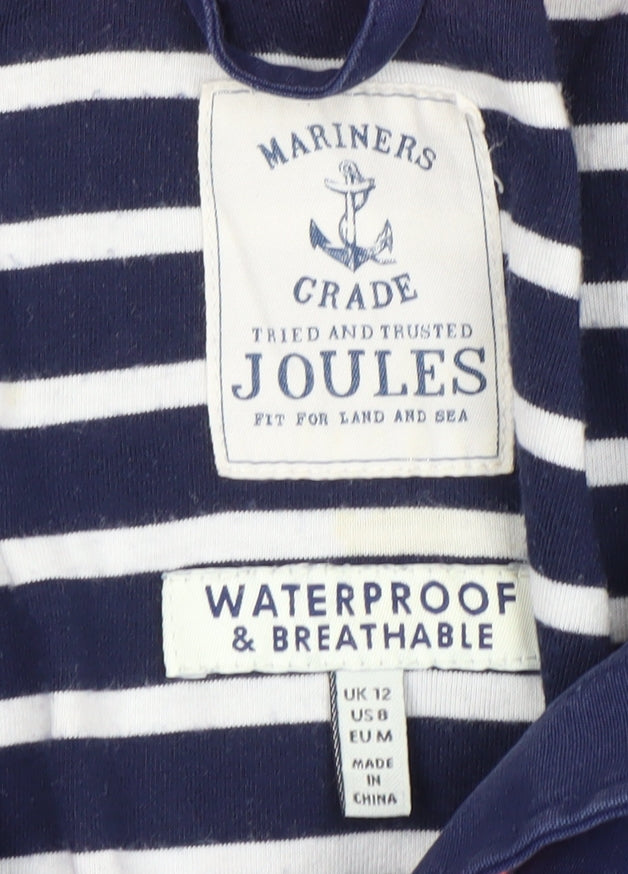 MARINERS
GRADE
TRIED AND TRUSTED
JOULES
FIT FOR LAND AND SEA
WATERPROOF
& BREATHABLE
UK 12
US 8
EU M
MADE
IN
CHINA